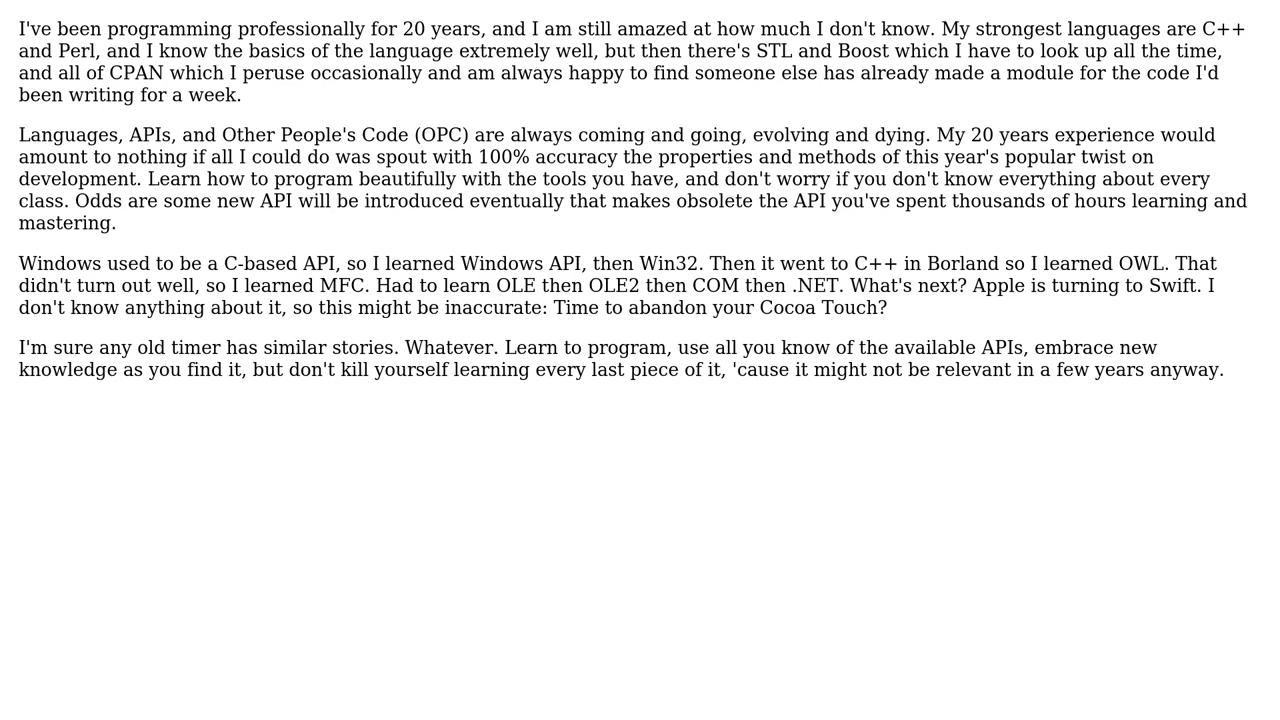 I've been programming professionally for 20 years, and I am still amazed at how much I don't know. My strongest languages are C++
and Perl, and I know the basics of the language extremely well, but then there's STL and Boost which I have to look up all the time,
and all of CPAN which I peruse occasionally and am always happy to find someone else has already made a module for the code I'd
been writing for a week.
Languages, APIs, and Other People's Code (OPC) are always coming and going, evolving and dying. My 20 years experience would
amount to nothing if all I could do was spout with 100% accuracy the properties and methods of this year's popular twist on
development. Learn how to program beautifully with the tools you have, and don't worry if you don't know everything about every
class. Odds are some new API will be introduced eventually that makes obsolete the API you've spent thousands of hours learning and
mastering.
Windows used to be a C-based API, so I learned Windows API, then Win32. Then it went to C++ in Borland so I learned OWL. That
didn't turn out well, so I learned MFC. Had to learn OLE then OLE2 then COM then .NET. What's next? Apple is turning to Swift. I
don't know anything about it, so this might be inaccurate: Time to abandon your Cocoa Touch?
I'm sure any old timer has similar stories. Whatever. Learn to program, use all you know of the available APIs, embrace new
knowledge as you find it, but don't kill yourself learning every last piece of it, 'cause it might not be relevant in a few years anyway.